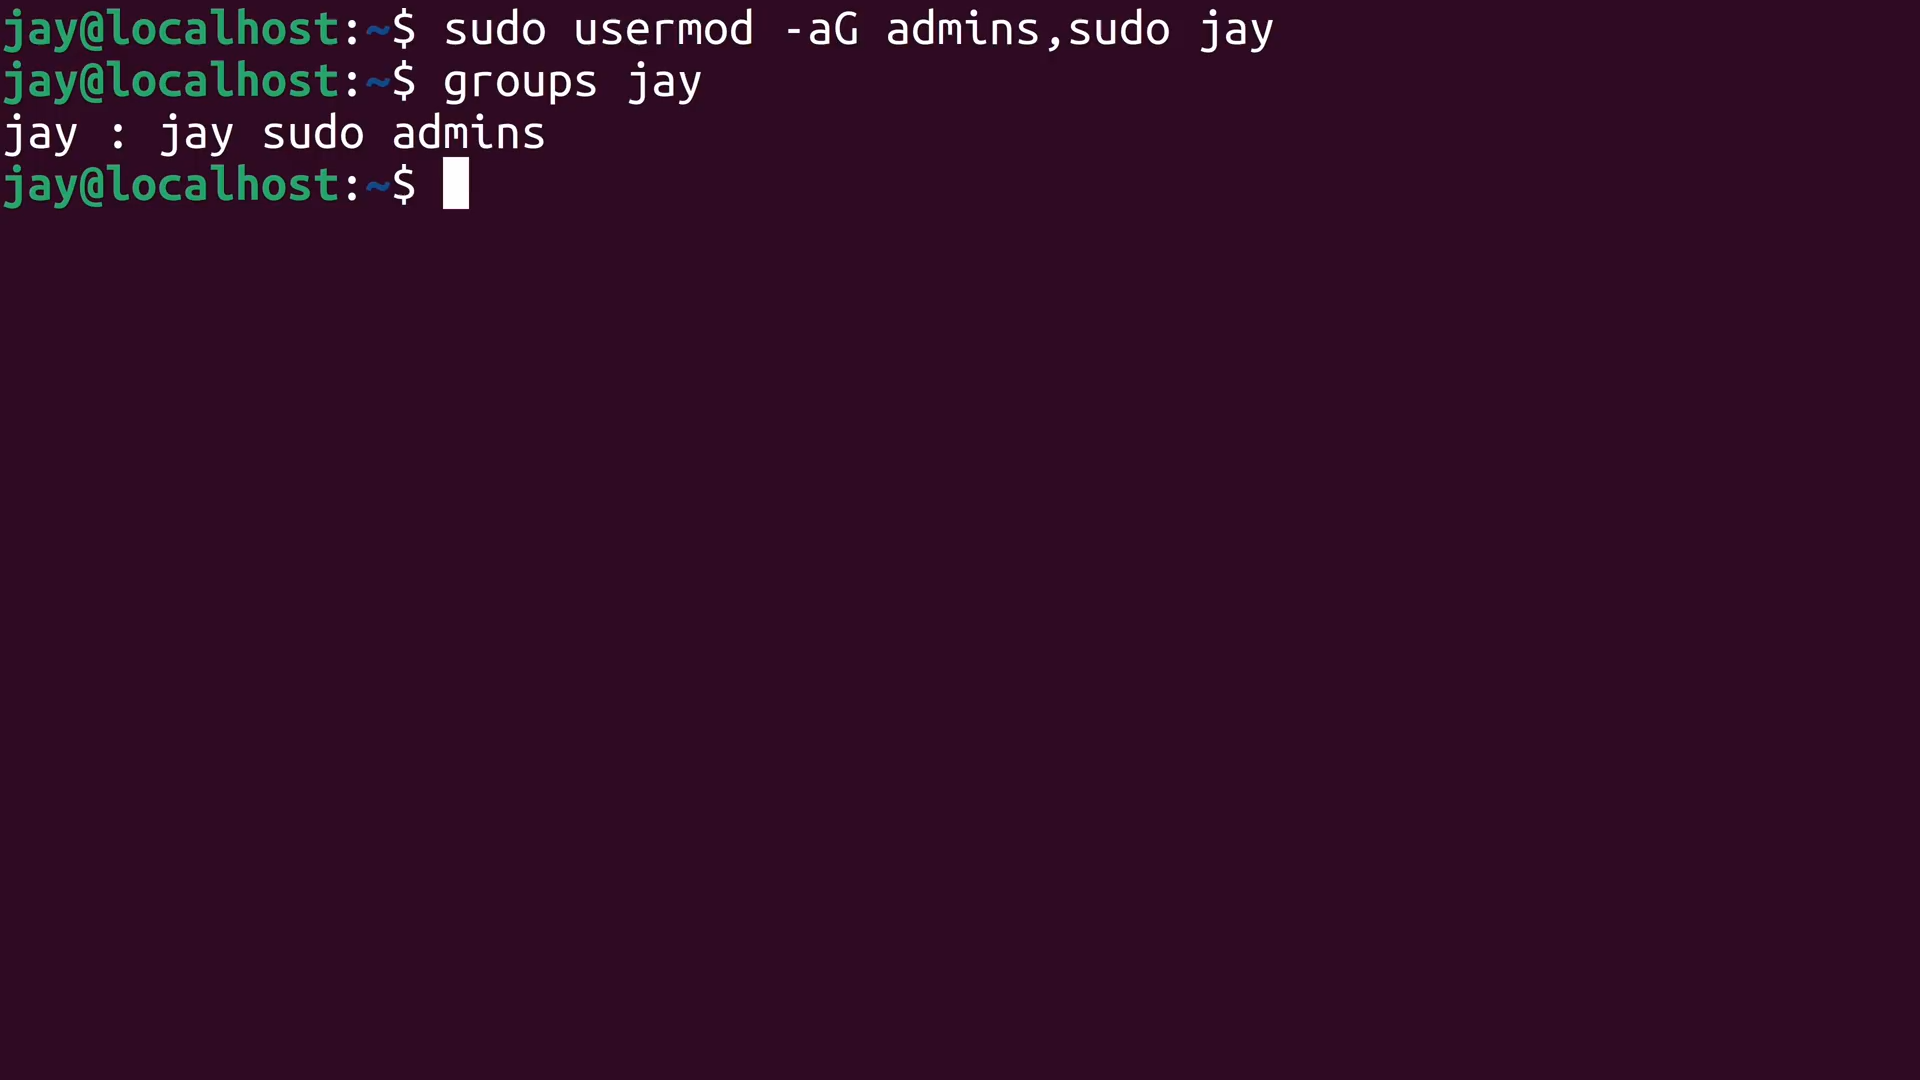 jay@localhost:~$ sudo usermod -aG admins,sudo jay
jay@localhost:~$ groups jay
jay : jay sudo admins
jay@localhost:~$